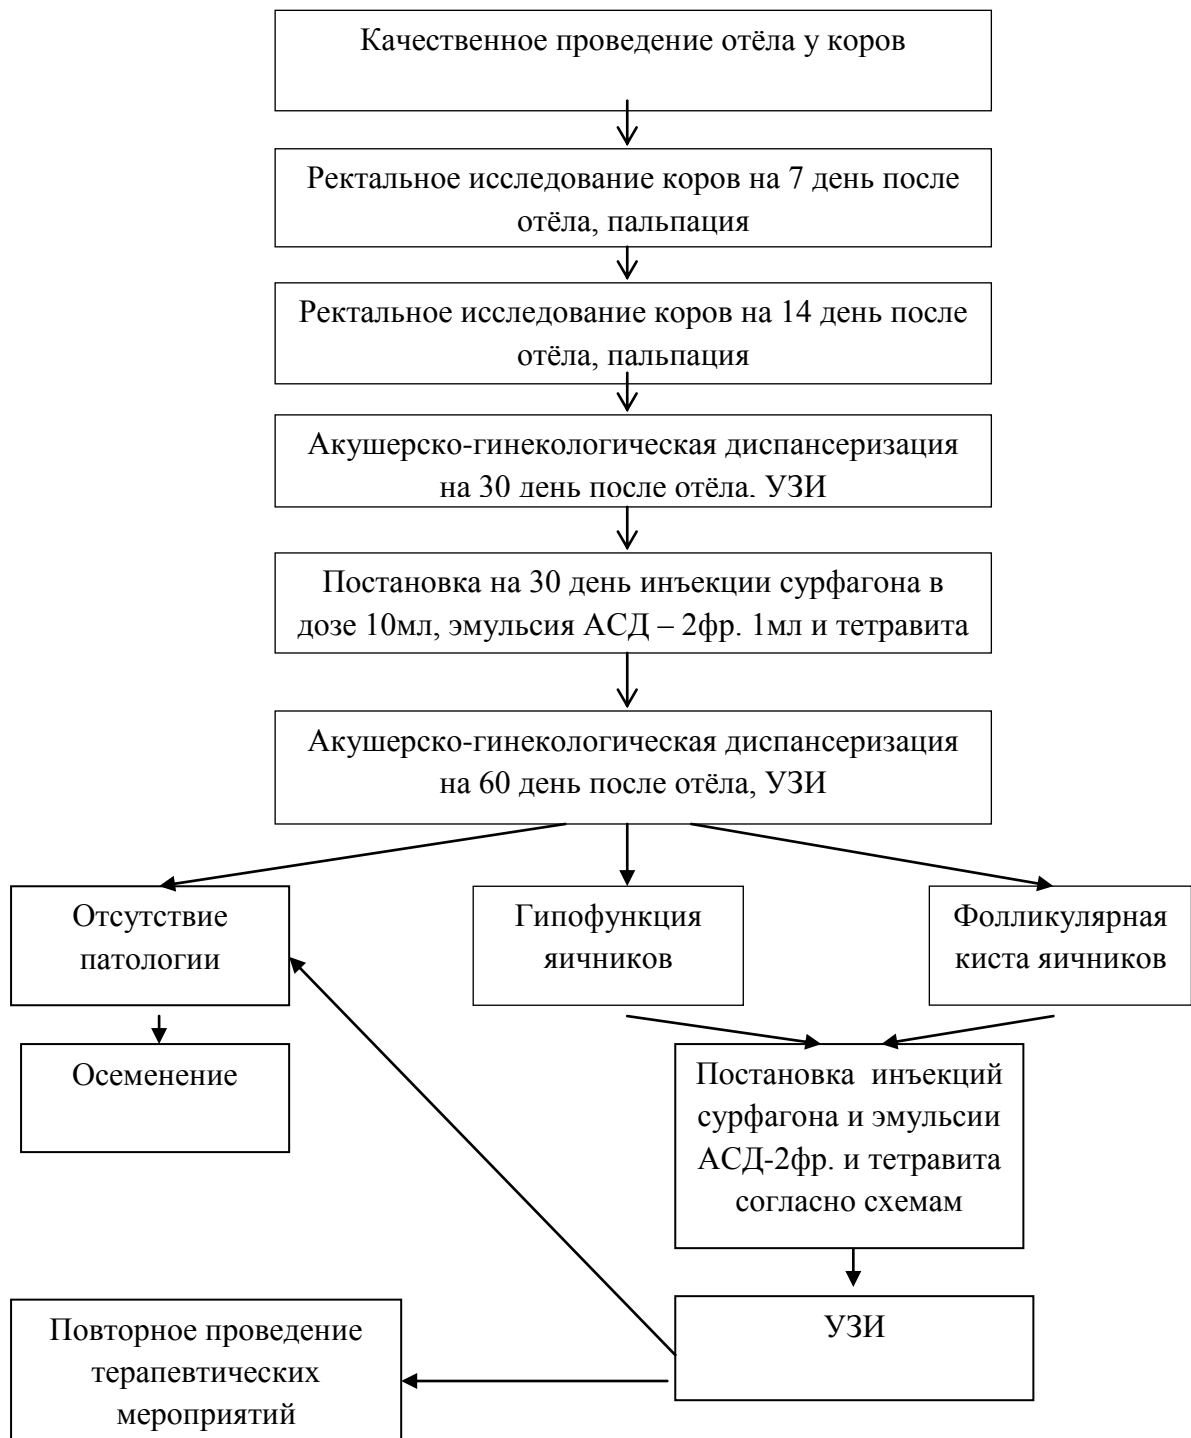 Качественное проведение отёла у коров
Ректальное исследование коров на 7 день после
отёла, пальпация
Ректальное исследование коров на 14 день после
отёла, пальпация
Акушерско-гинекологическая диспансеризация
на 30 день после отёла, УЗИ
Постановка на 30 день инъекции сурфагона в
дозе 10мл, эмульсия АСД – 2фр. 1мл и тетравита
Акушерско-гинекологическая диспансеризация
на 60 день после отёла, УЗИ
Отсутствие
патологии
Гипофункция
яичников
Фолликулярная
киста яичников
Осеменение
Постановка инъекций
сурфагона и эмульсии
АСД-2фр. и тетравита
согласно схемам
УЗИ
Повторное проведение
терапевтических
мероприятий